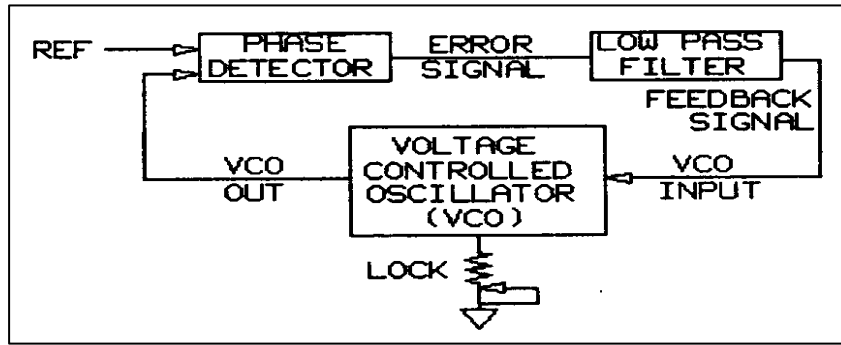 REF
PHASE
DETECTOR
ERROR
SIGNAL
LOW PASS
FILTER
FEEDBACK
SIGNAL
VCO
OUT
VOLTAGE
CONTROLLED
OSCILLATOR
(VCO)
VCO
INPUT
LOCK